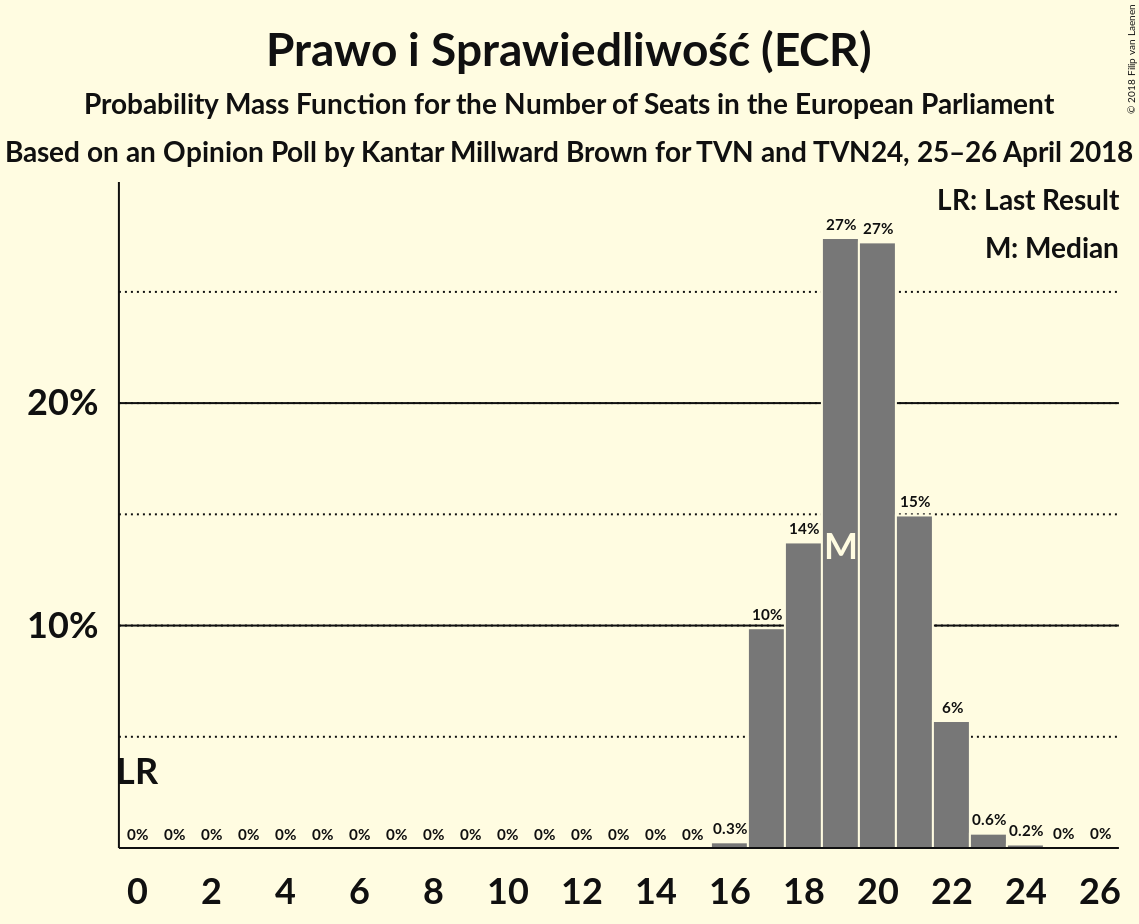 Prawo i Sprawiedliwość (ECR)
Probability Mass Function for the Number of Seats in the European Parliament
Based on an Opinion Poll by Kantar Millward Brown for TVN and TVN24, 25–26 April 2018
© 2018 Filip van Laenen
LR: Last Result
M: Median
27% 27%
20%
15%
14%
M
10% 10%
6%
LR
0% 0% 0% 0% 0% 0% 0% 0% 0% 0% 0% 0% 0% 0% 0% 0% 0.3% 0.6% 0.2% 0% 0%
0 2 4 6 8 10 12 14 16 18 20 22 24 26